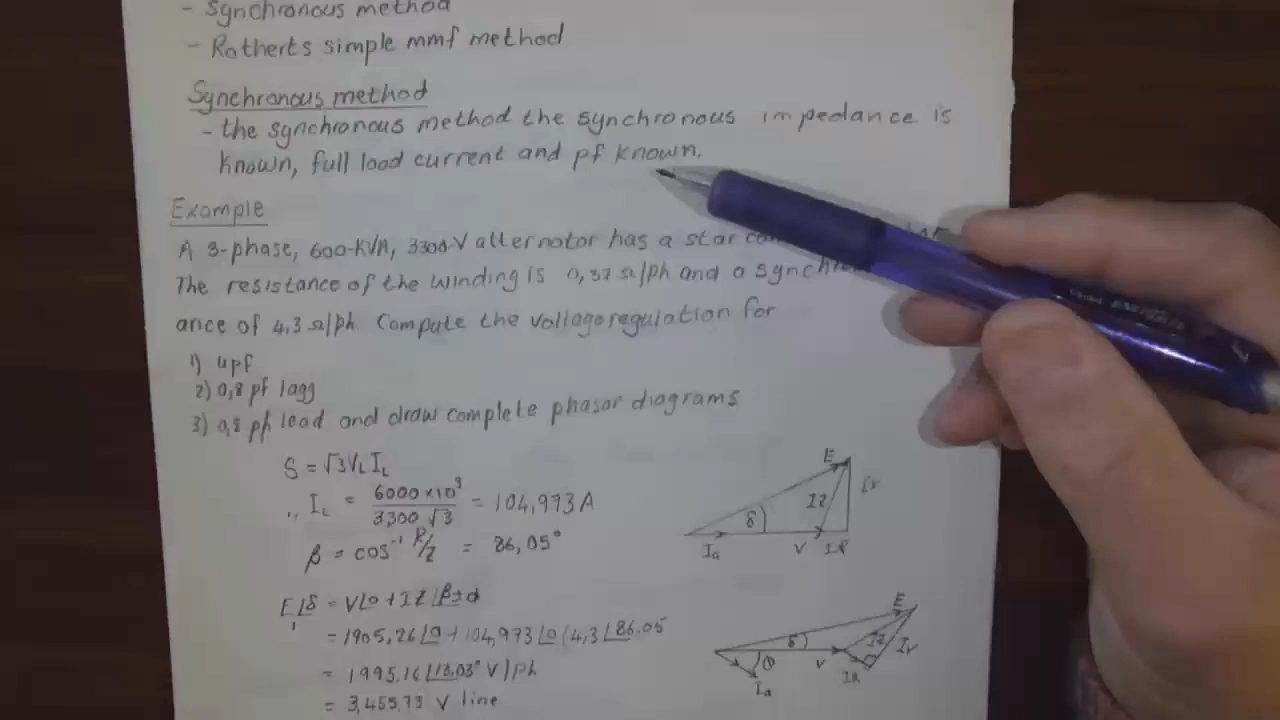 - Synchronous method
- Rotherts simple mmf method
Synchronous method
- the synchronous method the synchronous impedance is
known, full load current and pf known.
Example
A 3-phase, 600-KVA, 3300-V alternator has a star
The resistance of the winding is 0,37 Ω/ph and a synchr
ance of 4,3 Ω/ph. Compute the voltage regulation for
1) upf
2) 0,8 pf lagg
3) 0,8 pf lead and draw complete phasor diagrams
S = √3 VL IL
∴ IL = 6000 × 10³ / 3300 √3 = 104,973 A
β = cos⁻¹ R/Z = 86,05°
E∠δ = V∠0 + IZ∠β±d
= 1905,26∠0 + 104,973∠0 (4,3∠86,05
= 1995,16∠13.03° V/ph
= 3,455,73 V line
E
IZ
δ
Ia
V
IR
E
δ
IZ
θ
V
Ia
IR